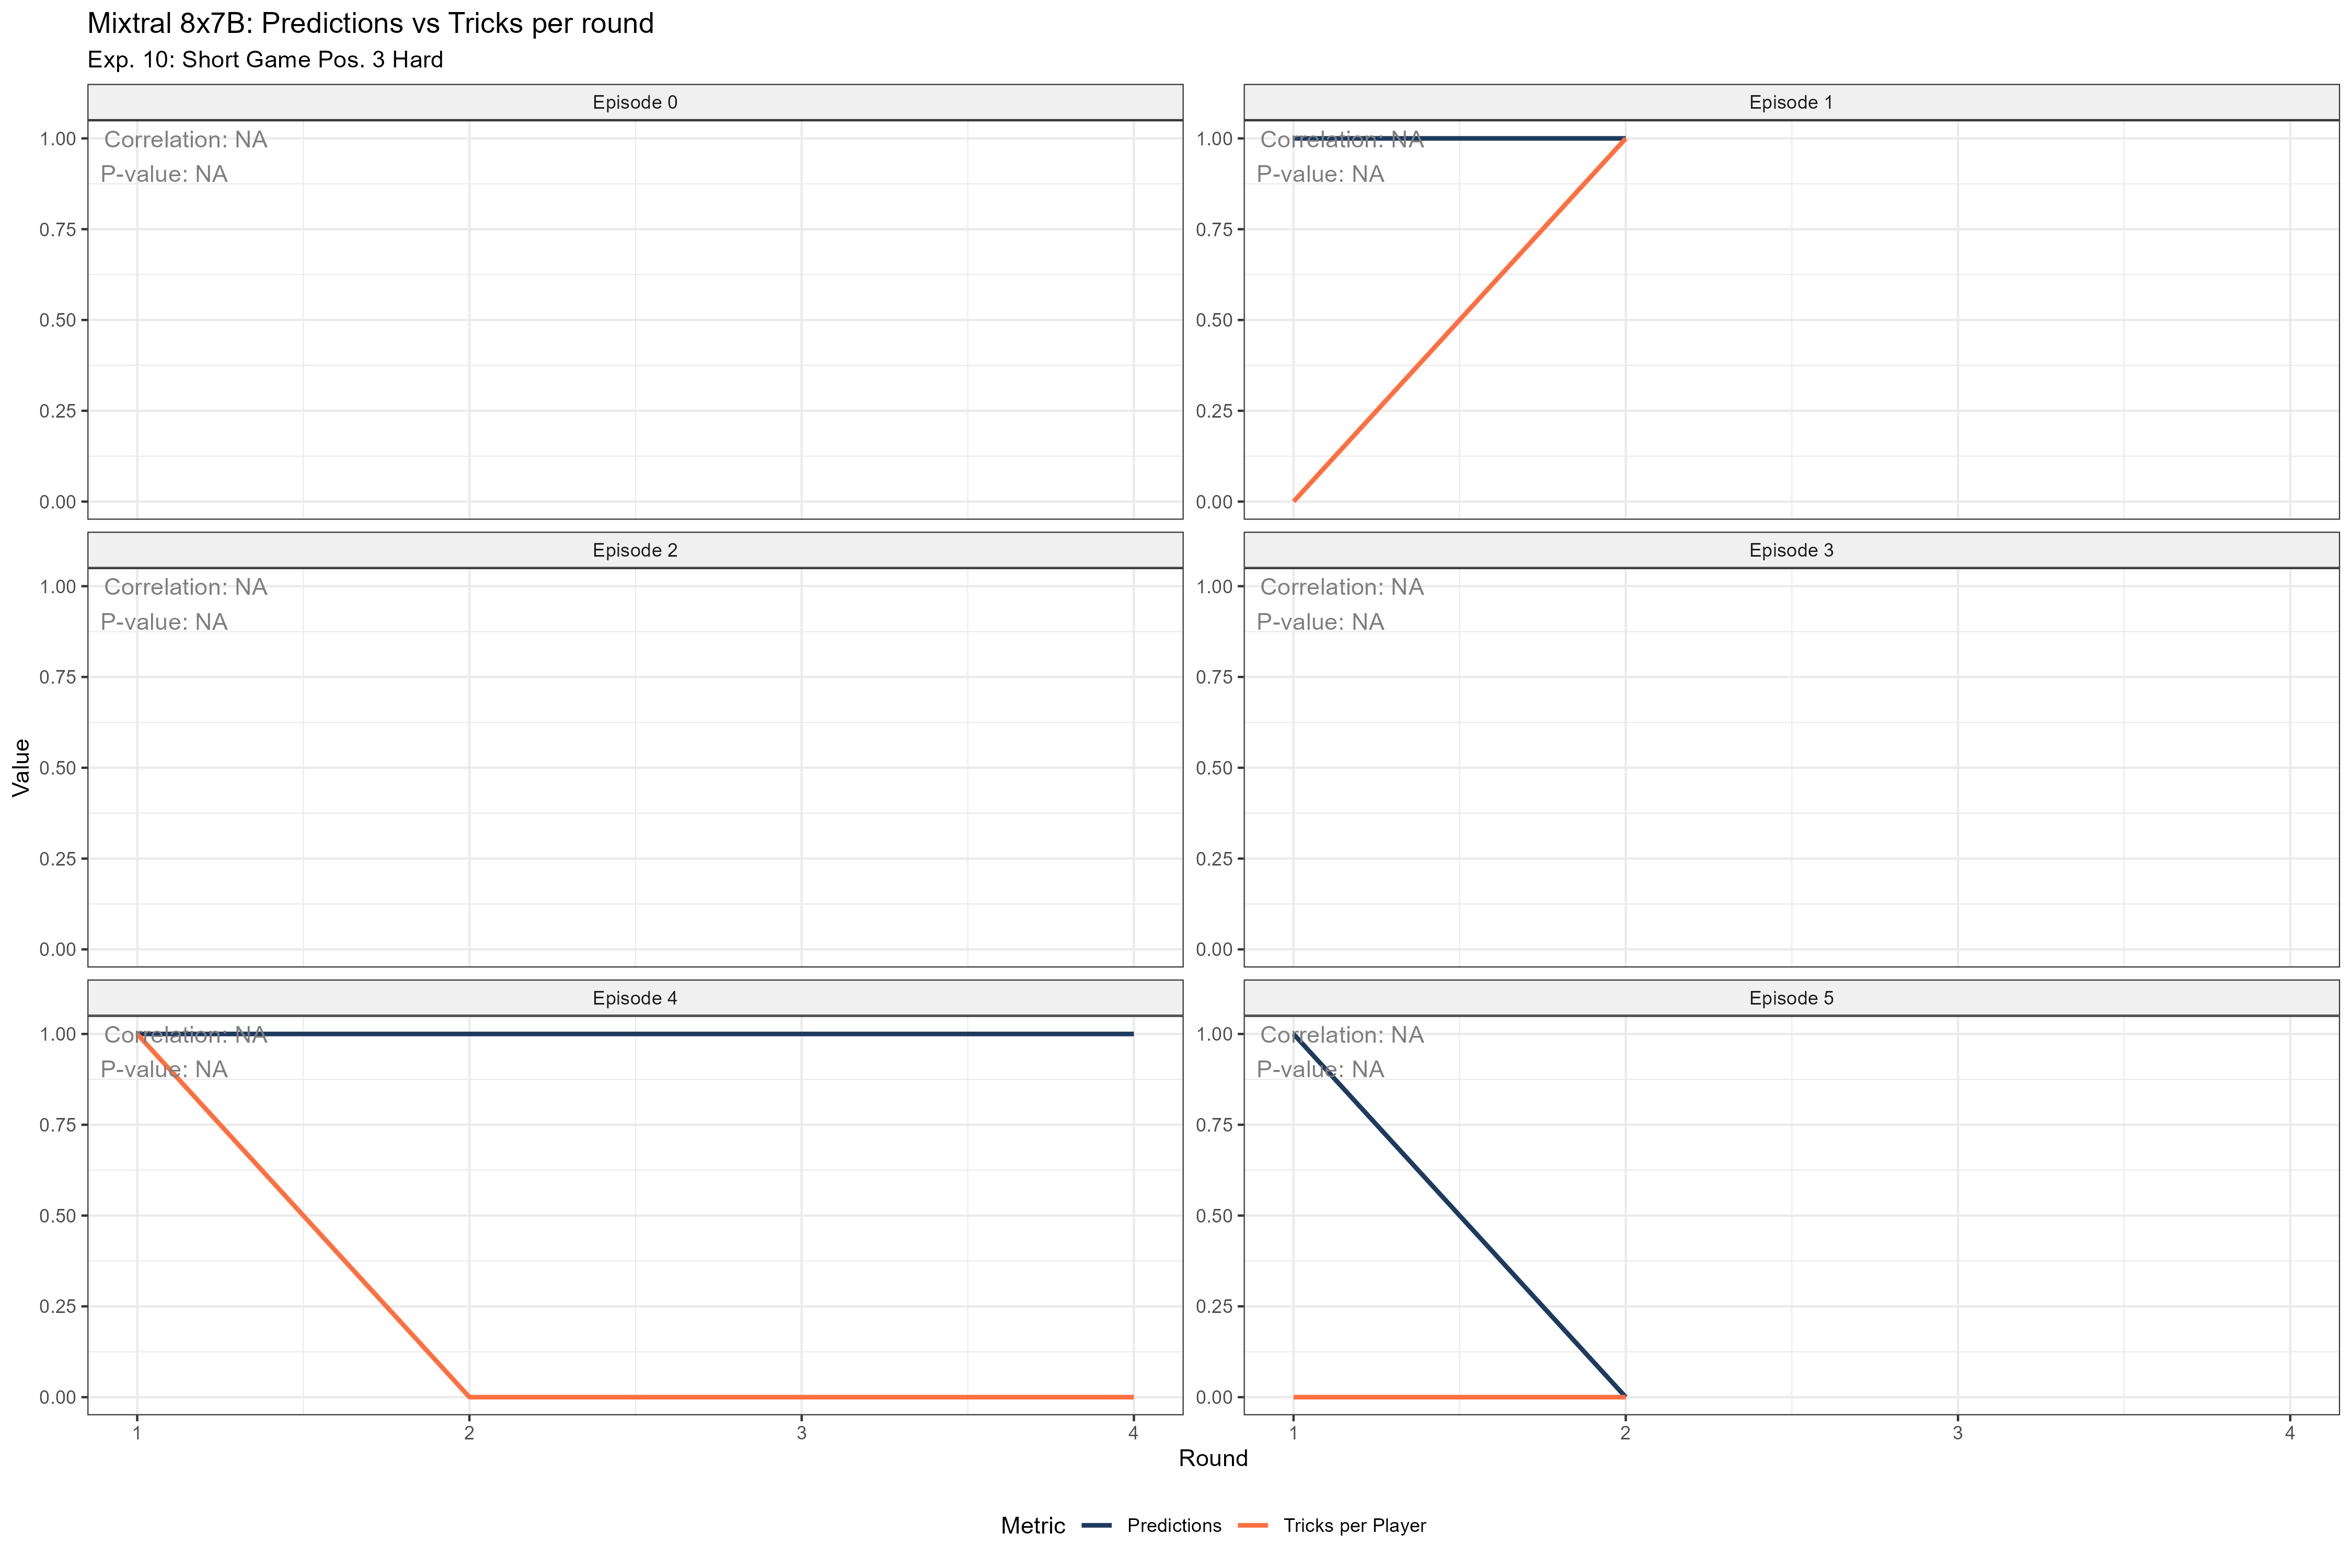 Mixtral 8x7B: Predictions vs Tricks per round
Exp. 10: Short Game Pos. 3 Hard
Episode 0
Correlation: NA
P-value: NA
1.00
0.75
0.50
0.25
0.00
Episode 1
Correlation: NA
P-value: NA
1.00
0.75
0.50
0.25
0.00
Episode 2
Correlation: NA
P-value: NA
1.00
0.75
0.50
0.25
0.00
Episode 3
Correlation: NA
P-value: NA
1.00
0.75
0.50
0.25
0.00
Value
Episode 4
Correlation: NA
P-value: NA
1.00
0.75
0.50
0.25
0.00
1 2 3 4
Episode 5
Correlation: NA
P-value: NA
1.00
0.75
0.50
0.25
0.00
1 2 3 4
Round
Metric Predictions Tricks per Player